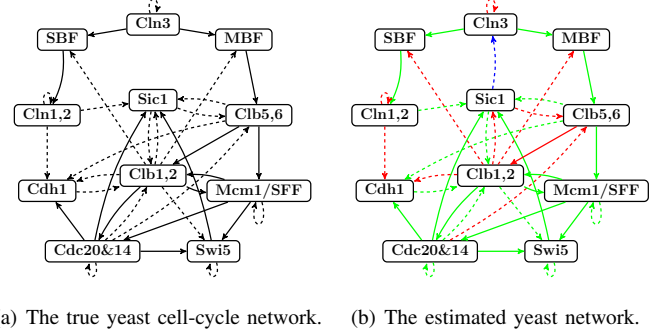 Cln3
SBF
MBF
Cln1,2
Sic1
Clb5,6
Cdh1
Clb1,2
Mcm1/SFF
Cdc20&14
Swi5
a) The true yeast cell-cycle network.
Cln3
SBF
MBF
Cln1,2
Sic1
Clb5,6
Cdh1
Clb1,2
Mcm1/SFF
Cdc20&14
Swi5
(b) The estimated yeast network.